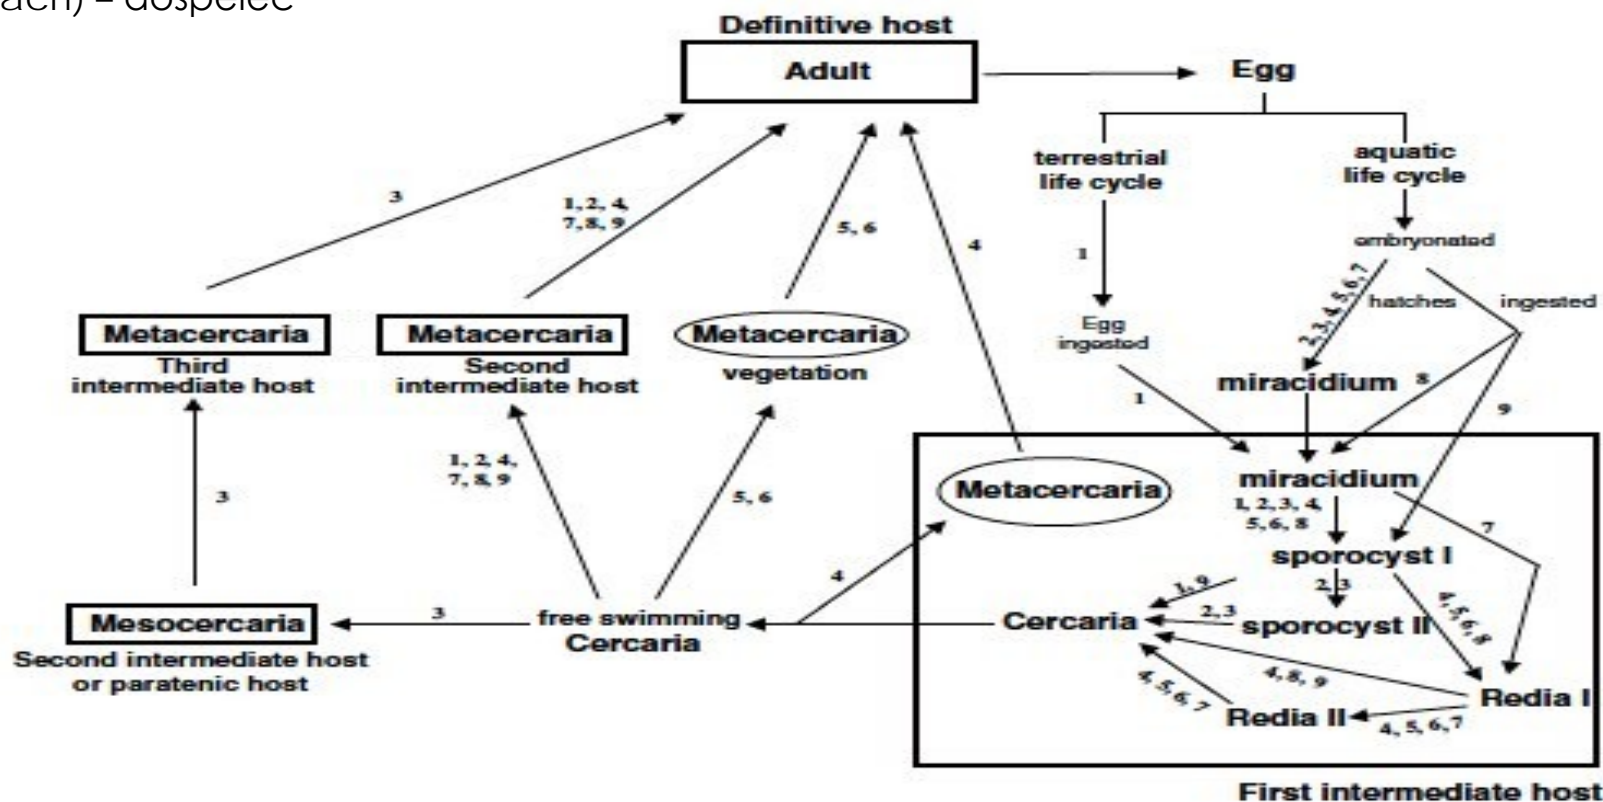 ach) – dospělec
Definitive host
Adult
Egg
terrestrial
life cycle
aquatic
life cycle
embryonated
hatches
ingested
2, 3, 4, 5, 6, 7
1
Egg
ingested
miracidium
8
9
1
3
1, 2, 4,
7, 8, 9
5, 6
4
Metacercaria
Third
intermediate host
Metacercaria
Second
intermediate host
Metacercaria
vegetation
3
1, 2, 4,
7, 8, 9
5, 6
4
Mesocercaria
Second intermediate host
or paratenic host
3
free swimming
Cercaria
Metacercaria
miracidium
1, 2, 3, 4,
5, 6, 8
7
sporocyst I
1, 9
2, 3
4, 5, 6, 8
Cercaria
2, 3
sporocyst II
4, 8, 9
4, 5, 6, 7
Redia I
Redia II
4, 5, 6, 7
First intermediate host